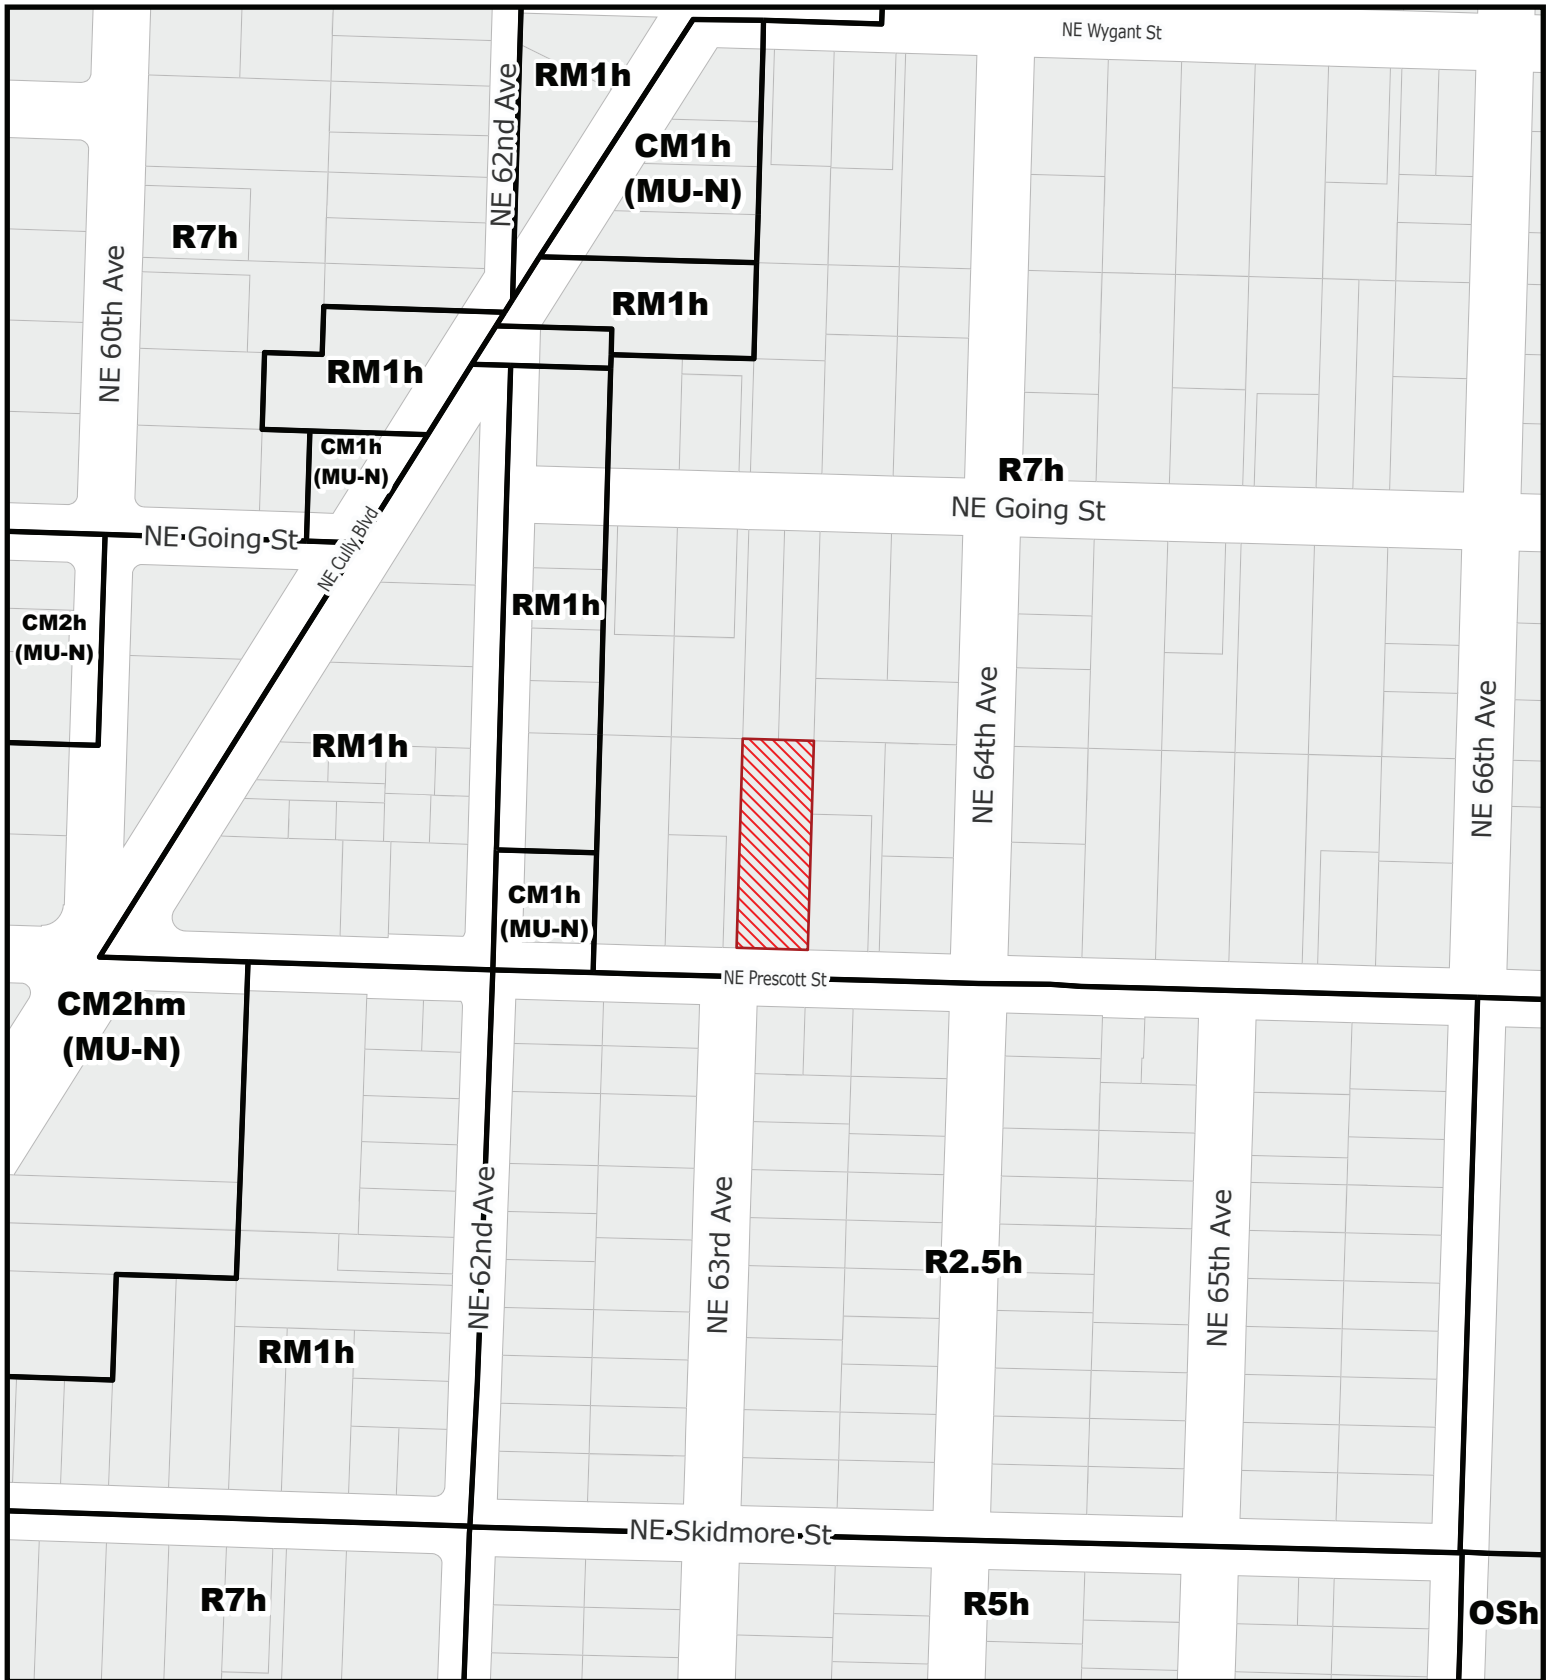 NE Wygant St
RM1h
NE 62nd Ave
CM1h
(MU-N)
R7h
NE 60th Ave
RM1h
RM1h
CM1h
(MU-N)
R7h
NE Going St
NE Going St
NE Cully Blvd
RM1h
CM2h
(MU-N)
NE 64th Ave
NE 66th Ave
RM1h
CM1h
(MU-N)
NE Prescott St
CM2hm
(MU-N)
NE 62nd Ave
NE 63rd Ave
R2.5h
NE 65th Ave
RM1h
NE Skidmore St
R7h
R5h
OSh